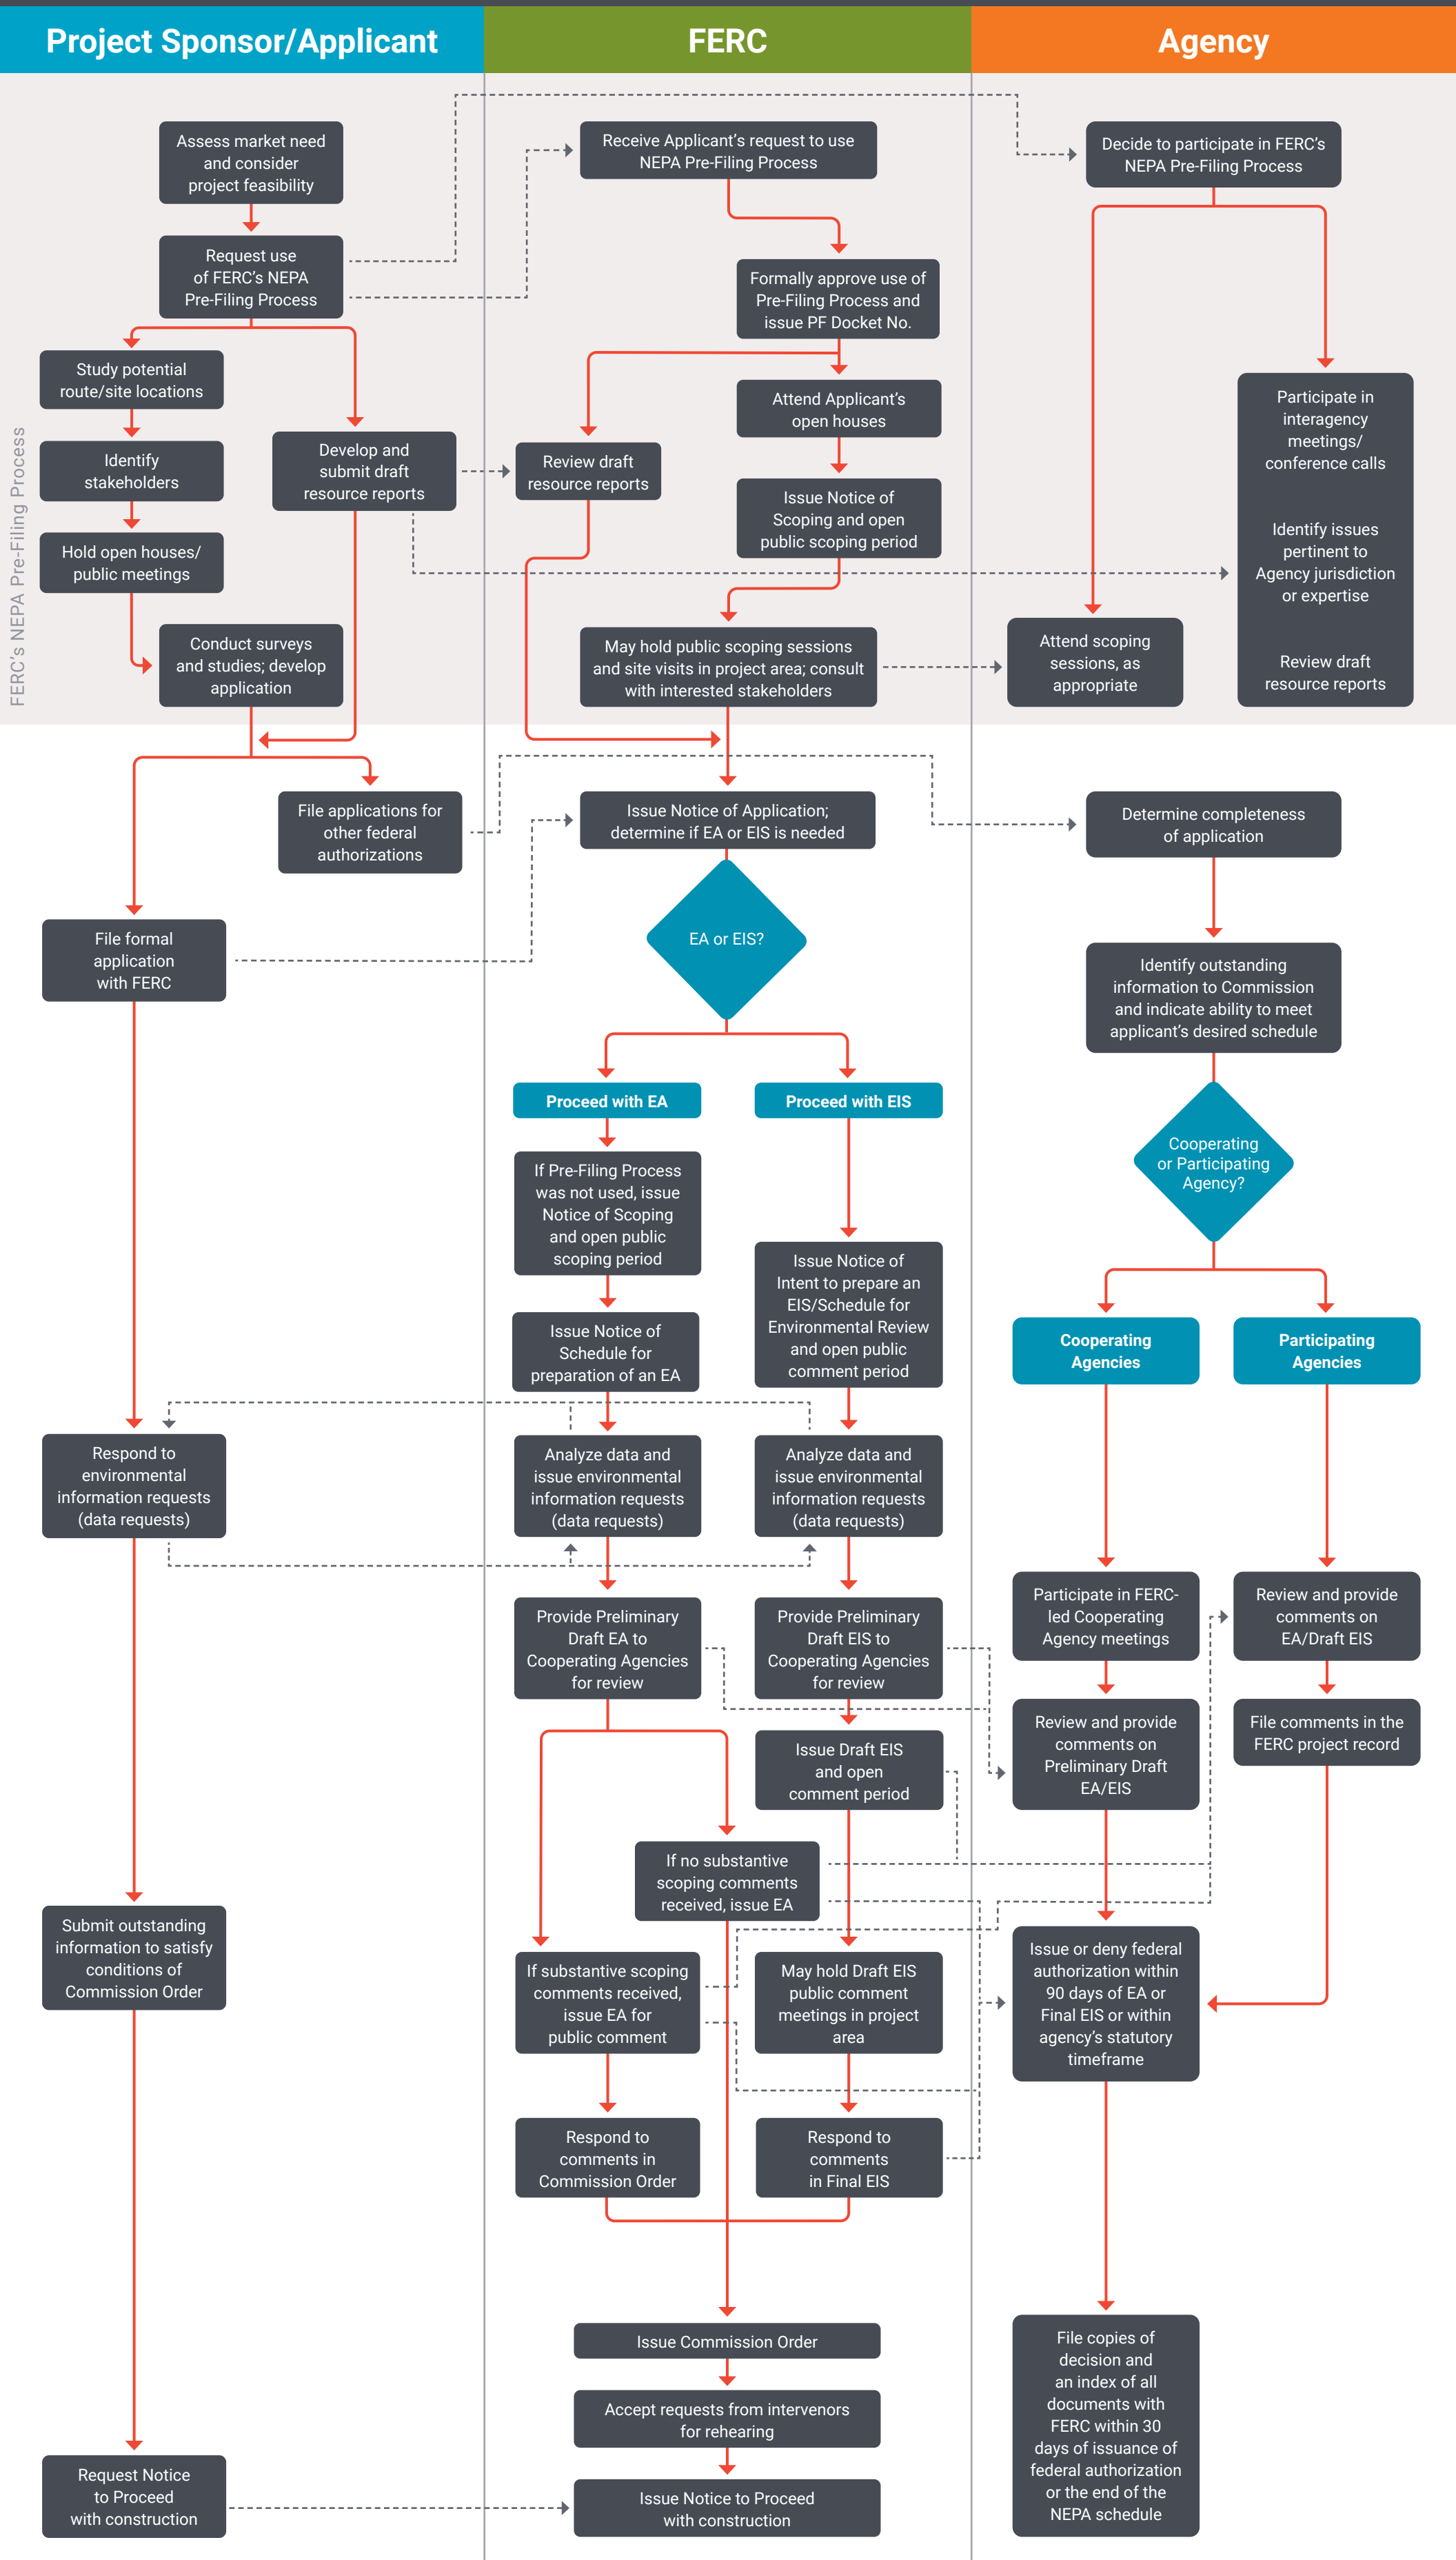 Project Sponsor/Applicant
FERC
Agency
FERC's NEPA Pre-Filing Process
Assess market need
and consider
project feasibility
Request use
of FERC's NEPA
Pre-Filing Process
Study potential
route/site locations
Identify
stakeholders
Hold open houses/
public meetings
Develop and
submit draft
resource reports
Conduct surveys
and studies; develop
application
File applications for
other federal
authorizations
File formal
application
with FERC
Respond to
environmental
information requests
(data requests)
Submit outstanding
information to satisfy
conditions of
Commission Order
Request Notice
to Proceed
with construction
Receive Applicant's request to use
NEPA Pre-Filing Process
Formally approve use of
Pre-Filing Process and
issue PF Docket No.
Attend Applicant's
open houses
Review draft
resource reports
Issue Notice of
Scoping and open
public scoping period
May hold public scoping sessions
and site visits in project area; consult
with interested stakeholders
Issue Notice of Application;
determine if EA or EIS is needed
EA or EIS?
Proceed with EA
Proceed with EIS
If Pre-Filing Process
was not used, issue
Notice of Scoping
and open public
scoping period
Issue Notice of
Intent to prepare an
EIS/Schedule for
Environmental Review
and open public
comment period
Issue Notice of
Schedule for
preparation of an EA
Analyze data and
issue environmental
information requests
(data requests)
Analyze data and
issue environmental
information requests
(data requests)
Provide Preliminary
Draft EA to
Cooperating Agencies
for review
Provide Preliminary
Draft EIS to
Cooperating Agencies
for review
Issue Draft EIS
and open
comment period
If no substantive
scoping comments
received, issue EA
If substantive scoping
comments received,
issue EA for
public comment
May hold Draft EIS
public comment
meetings in project
area
Respond to
comments in
Commission Order
Respond to
comments
in Final EIS
Issue Commission Order
Accept requests from intervenors
for rehearing
Issue Notice to Proceed
with construction
Decide to participate in FERC's
NEPA Pre-Filing Process
Participate in
interagency
meetings/
conference calls
Identify issues
pertinent to
Agency jurisdiction
or expertise
Review draft
resource reports
Attend scoping
sessions, as
appropriate
Determine completeness
of application
Identify outstanding
information to Commission
and indicate ability to meet
applicant's desired schedule
Cooperating
or Participating
Agency?
Cooperating
Agencies
Participating
Agencies
Participate in FERC-
led Cooperating
Agency meetings
Review and provide
comments on
EA/Draft EIS
Review and provide
comments on
Preliminary Draft
EA/EIS
File comments in the
FERC project record
Issue or deny federal
authorization within
90 days of EA or
Final EIS or within
agency's statutory
timeframe
File copies of
decision and
an index of all
documents with
FERC within 30
days of issuance of
federal authorization
or the end of the
NEPA schedule